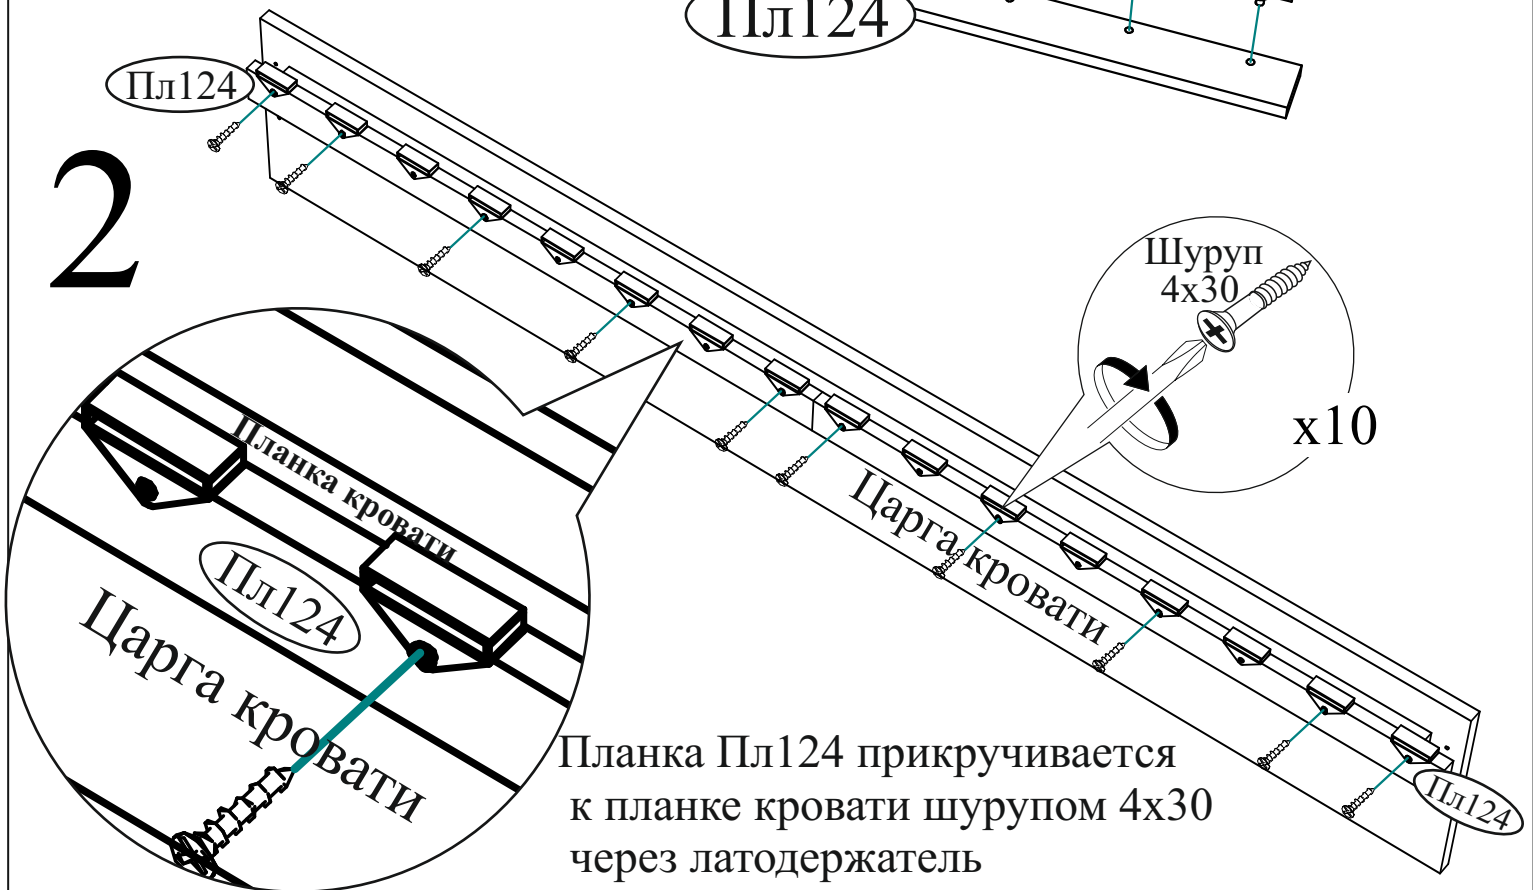 Пл124
Пл124
2
Шуруп
4х30
х10
Планка кровати
Пл124
Царга кровати
Царга кровати
Пл124
Планка Пл124 прикручивается
к планке кровати шурупом 4х30
через латодержатель